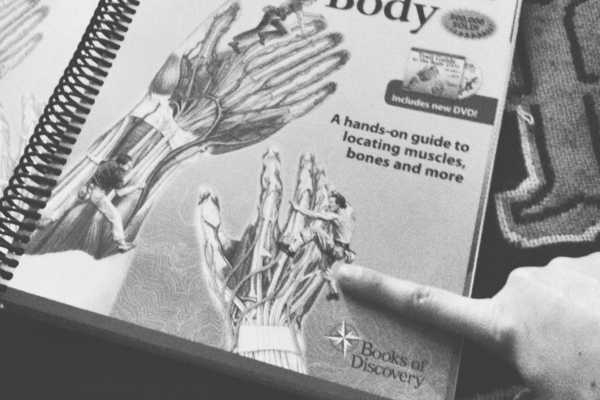 Body
Includes new DVD!
A hands-on guide to
locating muscles,
bones and more
Books of
Discovery